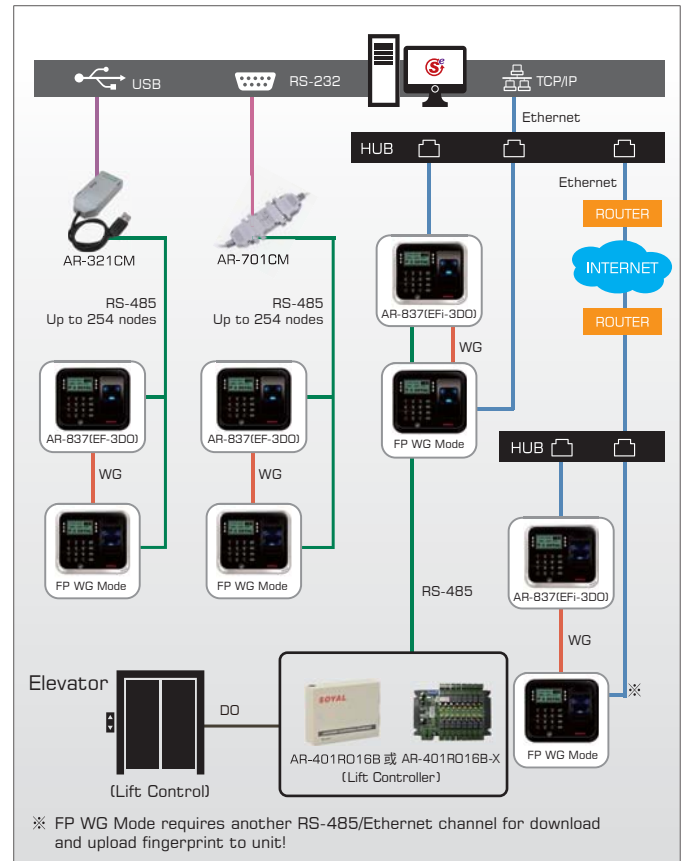 USB
RS-232
TCP/IP
Ethernet
HUB
Ethernet
ROUTER
INTERNET
ROUTER
AR-321CM
AR-701CM
AR-837(EFi-3DO)
RS-485
Up to 254 nodes
RS-485
Up to 254 nodes
WG
AR-837(EF-3DO)
AR-837(EF-3DO)
FP WG Mode
HUB
WG
WG
FP WG Mode
FP WG Mode
RS-485
AR-837(EFi-3DO)
WG
Elevator
DO
SOYAL
※
AR-401RO16B 或 AR-401RO16B-X
(Lift Controller)
FP WG Mode
(Lift Control)
※ FP WG Mode requires another RS-485/Ethernet channel for download
and upload fingerprint to unit!